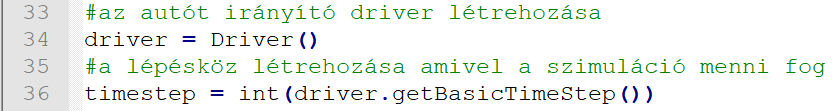 33 #az autót irányító driver létrehozása
34 driver = Driver()
35 #a lépésköz létrehozása amivel a szimuláció menni fog
36 timestep = int(driver.getBasicTimeStep())